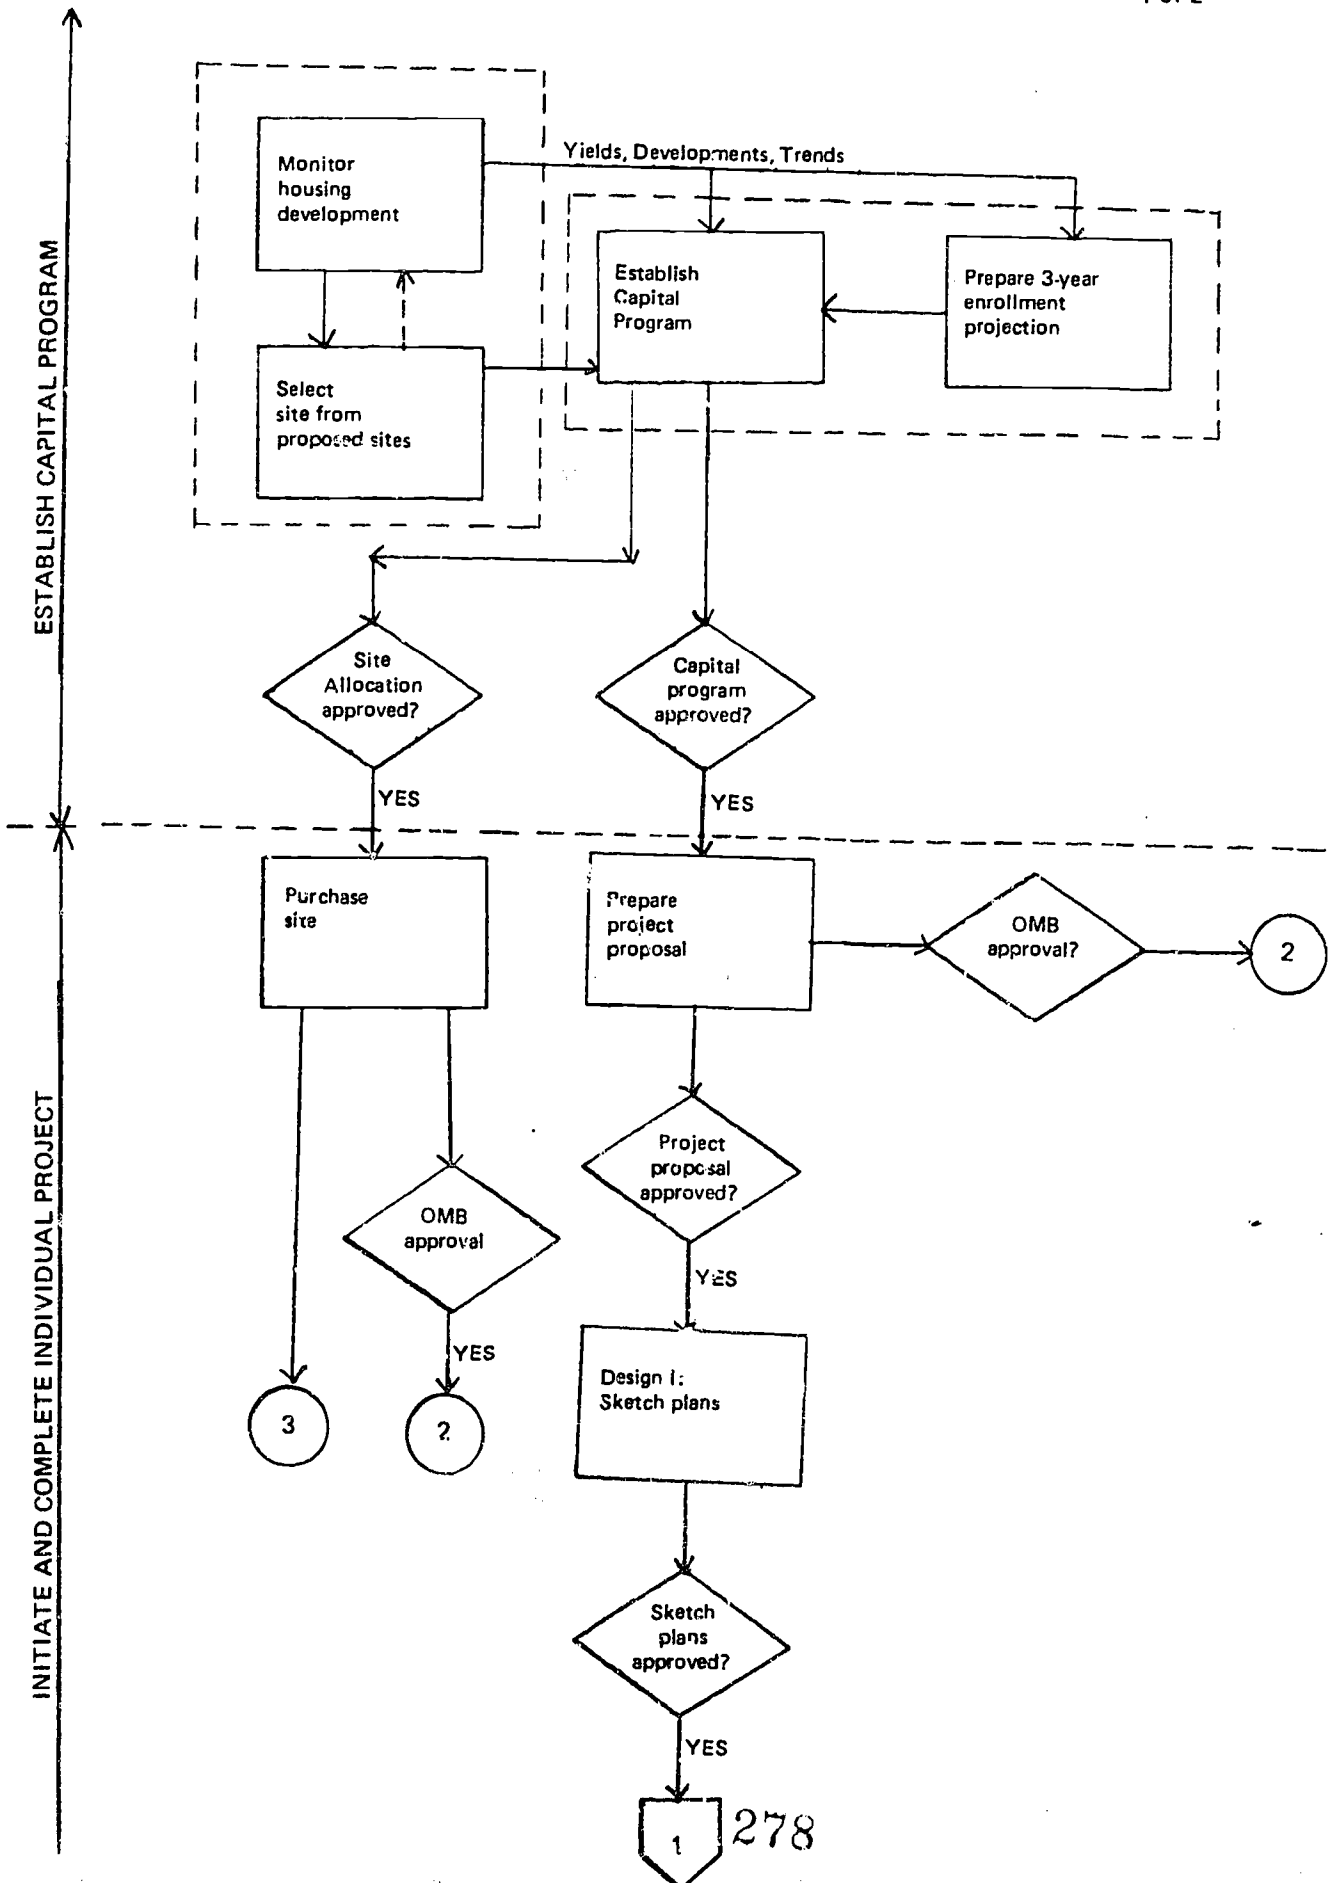 ESTABLISH CAPITAL PROGRAM
Monitor
housing
development
Yields, Developments, Trends
Establish
Capital
Program
Prepare 3-year
enrollment
projection
Select
site from
proposed sites
Site
Allocation
approved?
Capital
program
approved?
YES
YES
INITIATE AND COMPLETE INDIVIDUAL PROJECT
Purchase
site
Prepare
project
proposal
OMB
approval?
2
Project
proposal
approved?
OMB
approval
YES
YES
3
2
Design I:
Sketch plans
Sketch
plans
approved?
YES
1
278